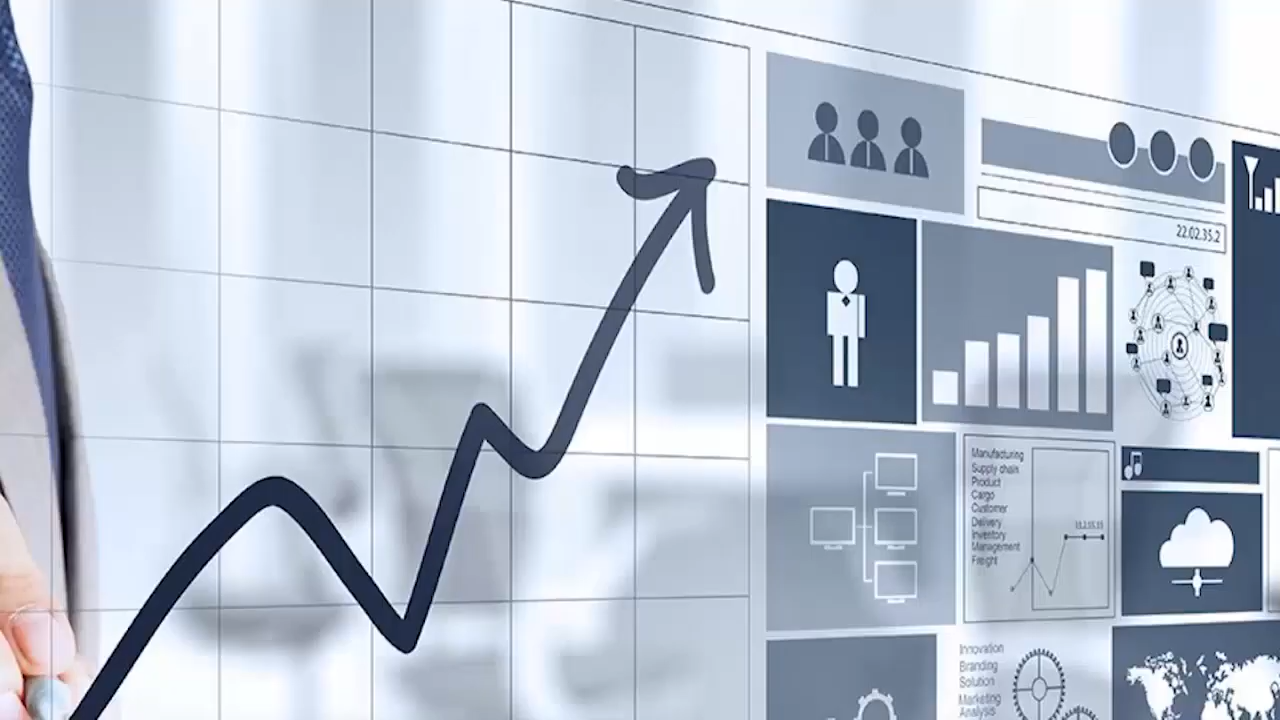 22.02.35.2
Manufacturing
Supply chain
Product
Cargo
Customer
Delivery
Inventory
Management
Freight
Innovation
Branding
Solution
Marketing
Analysis